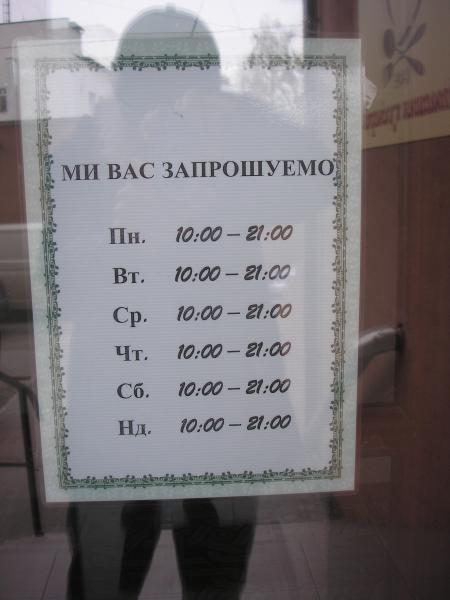 МИ ВАС ЗАПРОШУЕМО
Пн. 10:00 – 21:00
Вт. 10:00 – 21:00
Ср. 10:00 – 21:00
Чт. 10:00 – 21:00
Сб. 10:00 – 21:00
Нд. 10:00 – 21:00